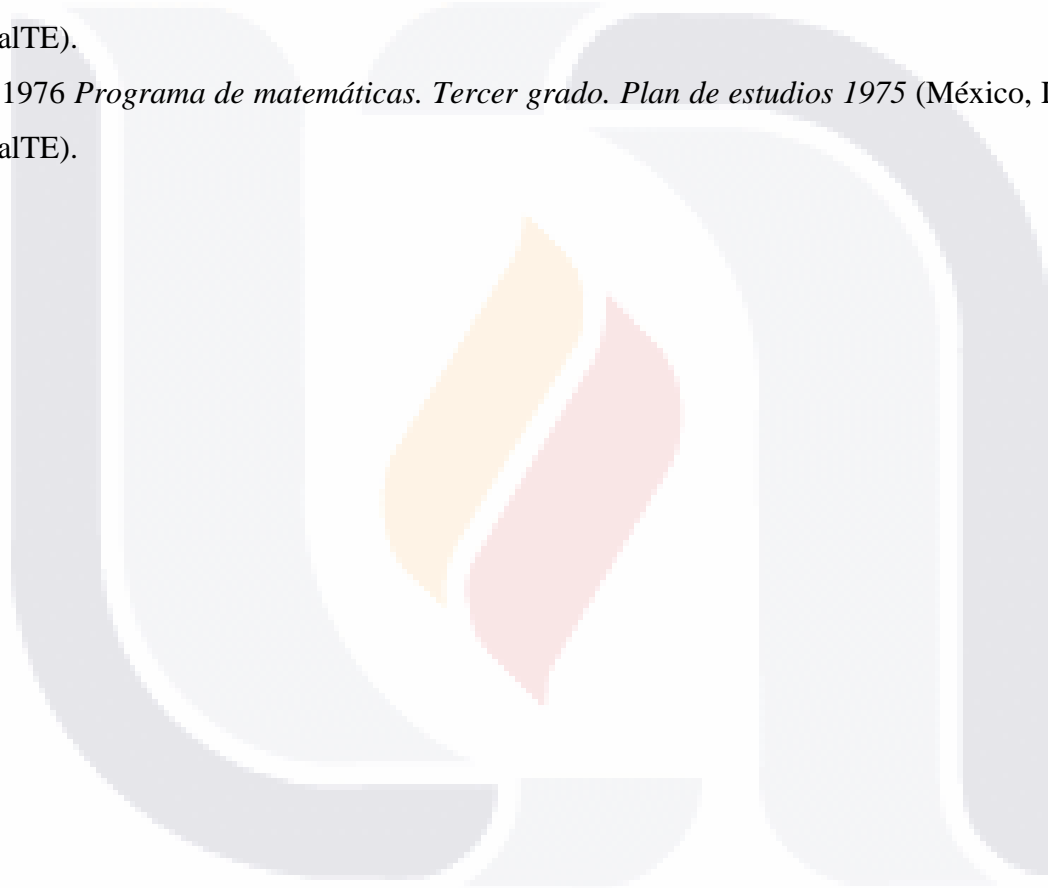 alTE).
1976 Programa de matemáticas. Tercer grado. Plan de estudios 1975 (México,
alTE).